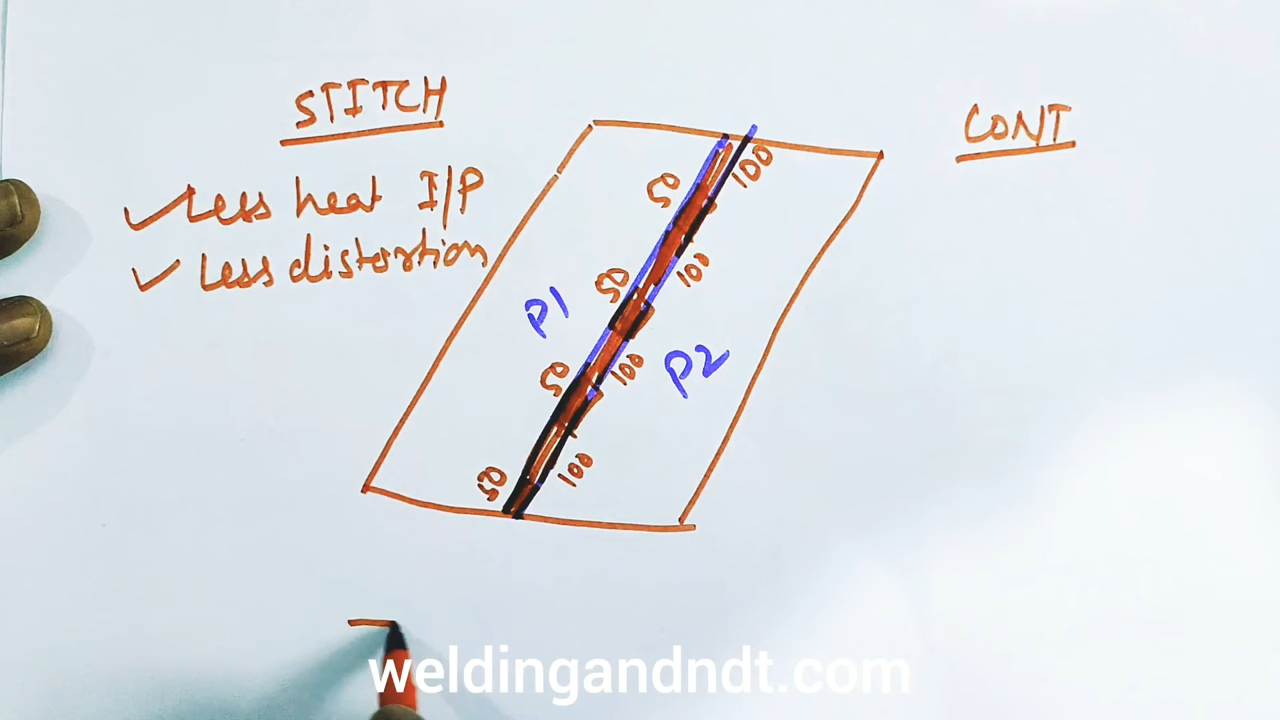 STITCH
CONT
Less heat I/P
Less distortion
50
100
50
100
P1
P2
50
100
50
100
weldingandndt.com